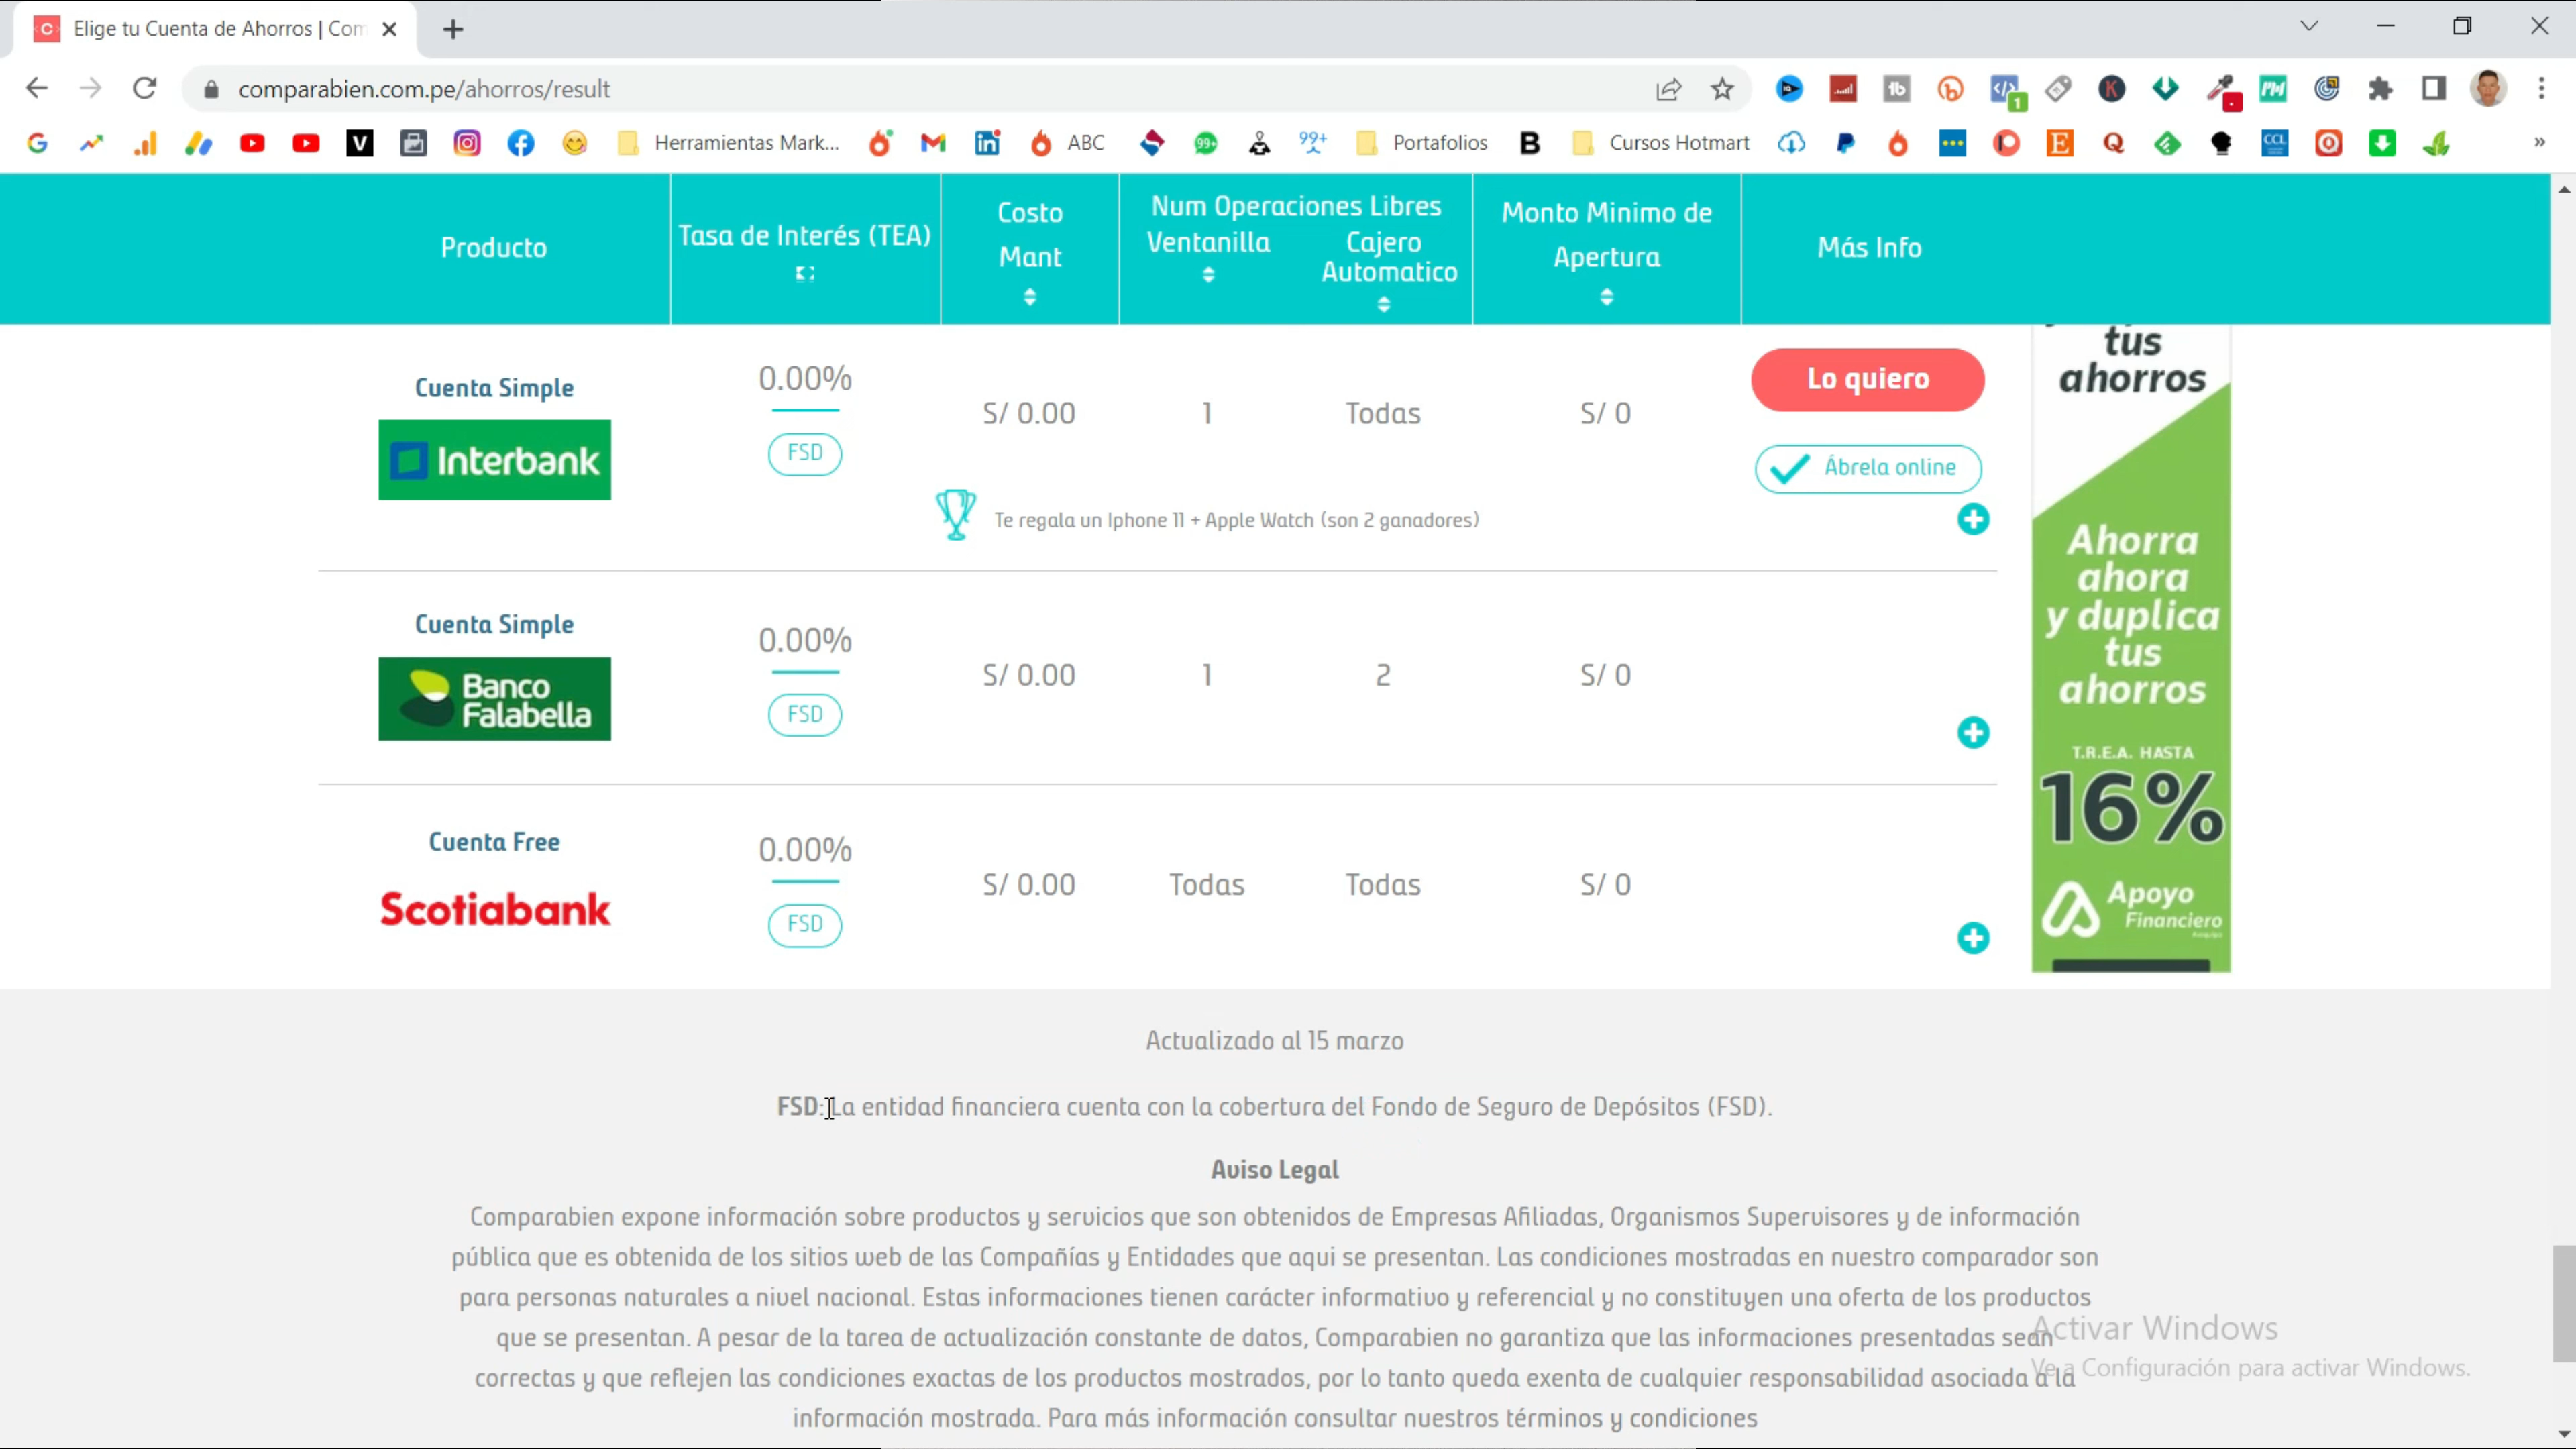 Elige tu Cuenta de Ahorros | Com
comparabien.com.pe/ahorros/result
Herramientas Mark...
ABC
99+
99+
Portafolios
B
Cursos Hotmart
»
Producto
Tasa de Interés (TEA)
Costo
Mant
Num Operaciones Libres
Ventanilla
Cajero
Automatico
Monto Minimo de
Apertura
Más Info
Cuenta Simple
Interbank
0.00%
FSD
S/ 0.00
1
Todas
S/ 0
Lo quiero
Ábrela online
Te regala un Iphone 11 + Apple Watch (son 2 ganadores)
Cuenta Simple
Banco
Falabella
0.00%
FSD
S/ 0.00
1
2
S/ 0
Cuenta Free
Scotiabank
0.00%
FSD
S/ 0.00
Todas
Todas
S/ 0
tus
ahorros
Ahorra
ahora
y duplica
tus
ahorros
T.R.E.A. HASTA
16%
Apoyo
Financiero
Actualizado al 15 marzo
FSD: La entidad financiera cuenta con la cobertura del Fondo de Seguro de Depósitos (FSD).
Aviso Legal
Comparabien expone información sobre productos y servicios que son obtenidos de Empresas Afiliadas, Organismos Supervisores y de información
pública que es obtenida de los sitios web de las Compañías y Entidades que aqui se presentan. Las condiciones mostradas en nuestro comparador son
para personas naturales a nivel nacional. Estas informaciones tienen carácter informativo y referencial y no constituyen una oferta de los productos
que se presentan. A pesar de la tarea de actualización constante de datos, Comparabien no garantiza que las informaciones presentadas sean
correctas y que reflejen las condiciones exactas de los productos mostrados, por lo tanto queda exenta de cualquier responsabilidad asociada a la
información mostrada. Para más información consultar nuestros términos y condiciones
Activar Windows
Ve a Configuración para activar Windows.